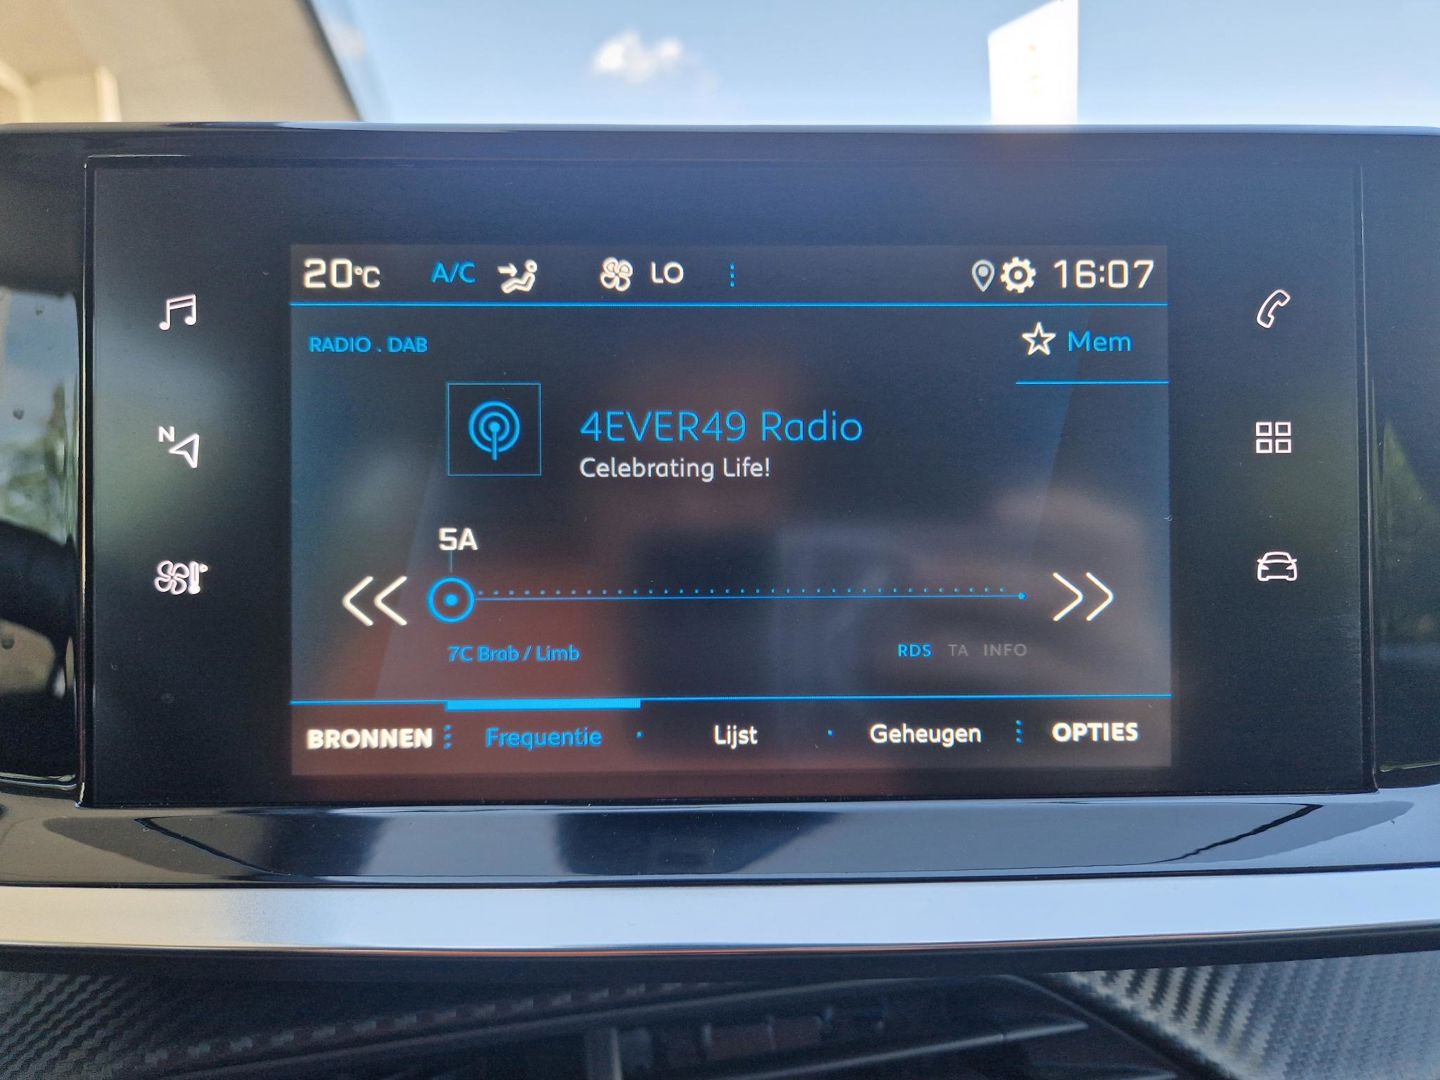 20°C A/C LO 16:07
RADIO . DAB
Mem
N
4EVER49 Radio
Celebrating Life!
5A
7C Brab / Limb
RDS TA INFO
BRONNEN Frequentie Lijst Geheugen OPTIES